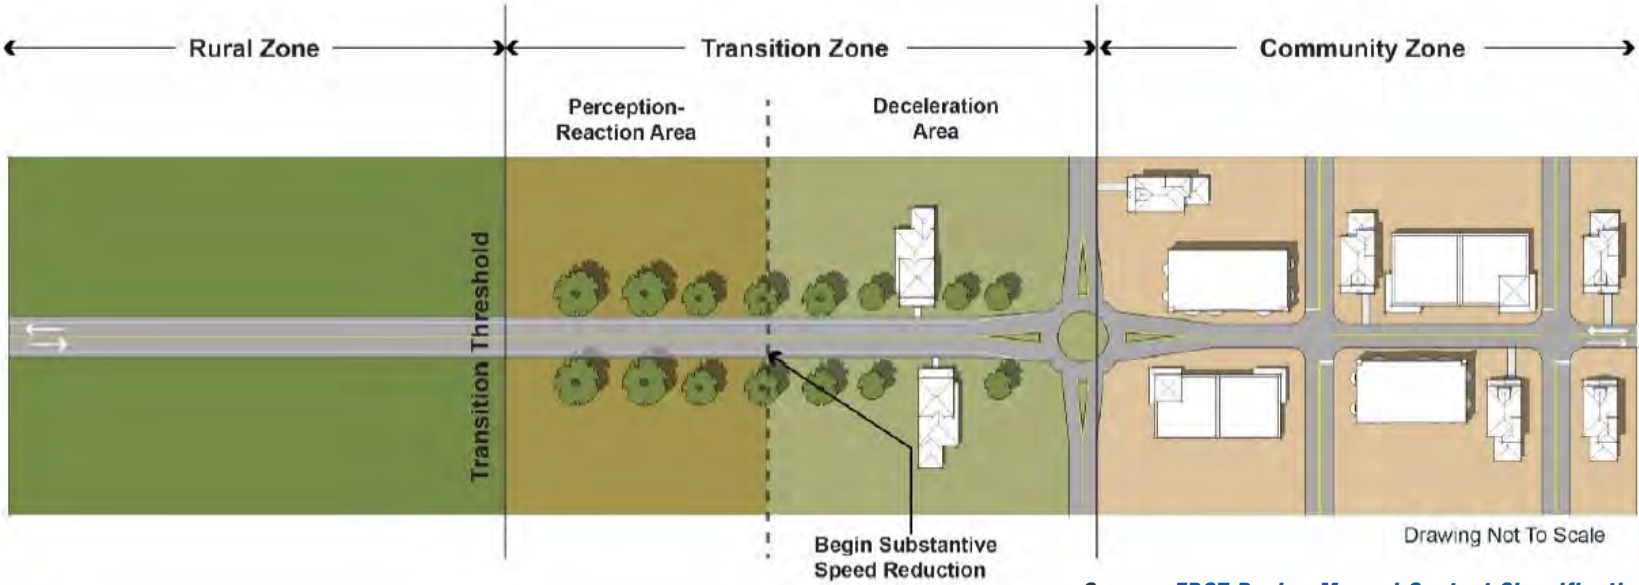 Rural Zone
Transition Zone
Community Zone
Perception-
Reaction Area
Deceleration
Area
Transition Threshold
Begin Substantive
Speed Reduction
Drawing Not To Scale